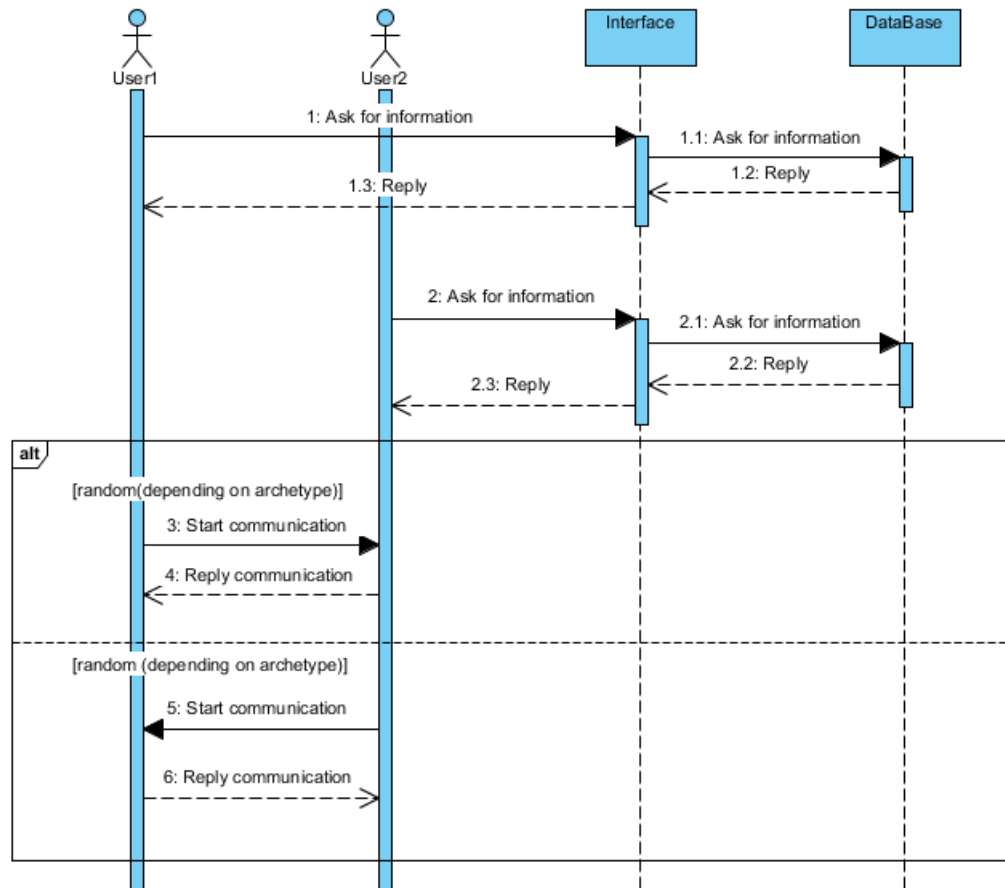 User1
User2
Interface
DataBase
1: Ask for information
1.1: Ask for information
1.2: Reply
1.3: Reply
2: Ask for information
2.1: Ask for information
2.2: Reply
2.3: Reply
alt
[random(depending on archetype)]
3: Start communication
4: Reply communication
[random (depending on archetype)]
5: Start communication
6: Reply communication